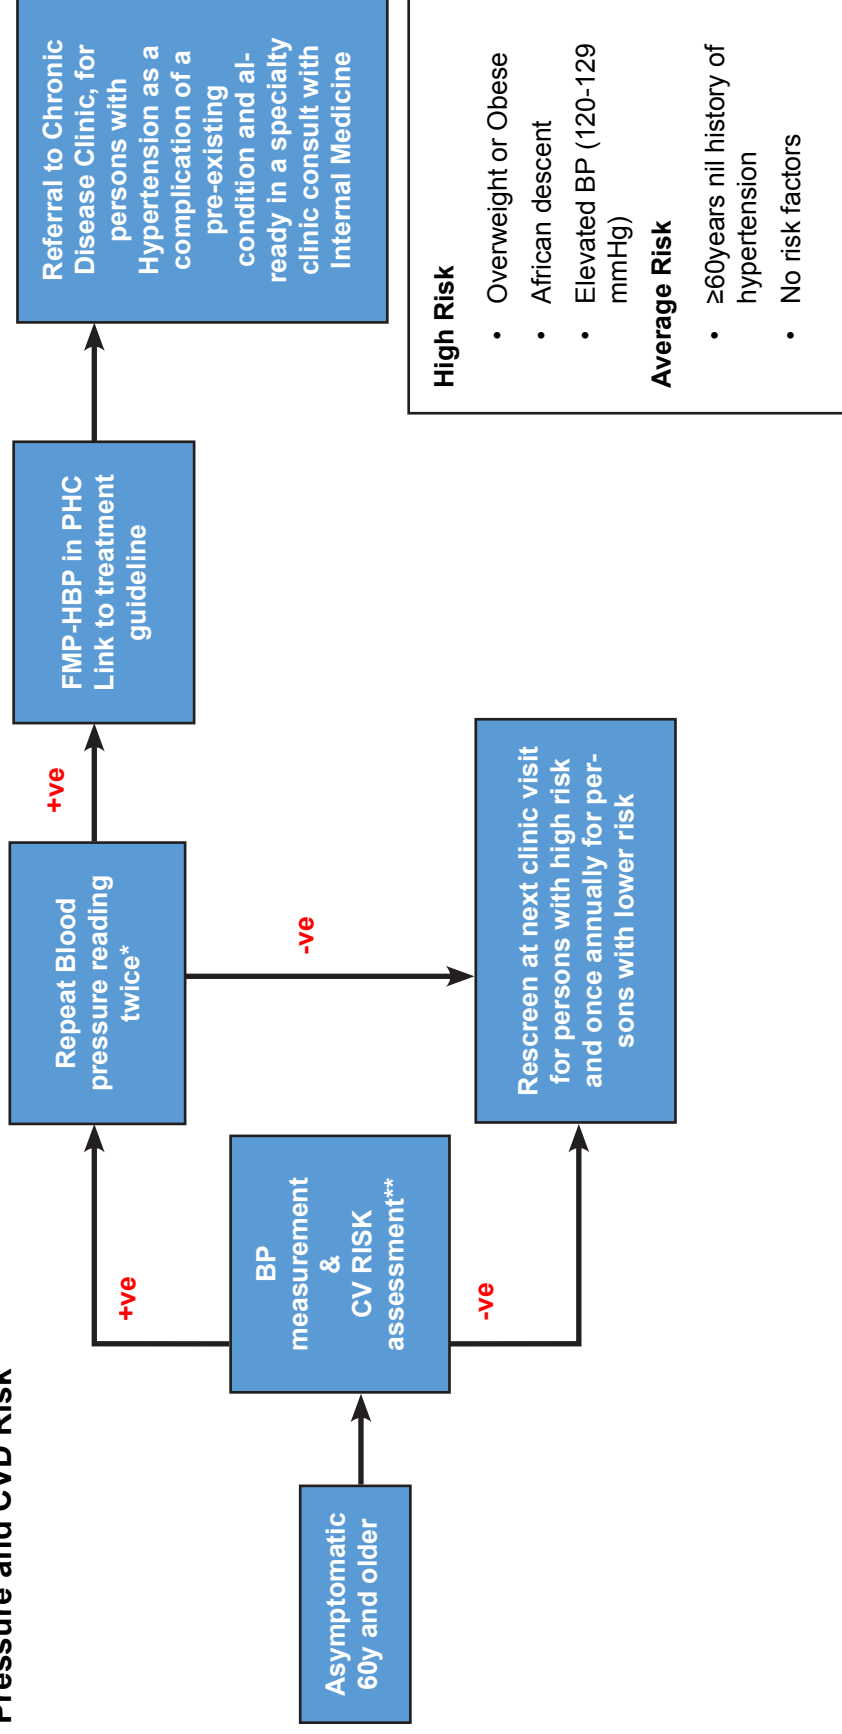 Pressure and CVD Risk
Asymptomatic
60y and older
BP
measurement
&
CV RISK
assessment**
+ve
-ve
Repeat Blood
pressure reading
twice*
+ve
-ve
Rescreen at next clinic visit
for persons with high risk
and once annually for per-
sons with lower risk
FMP-HBP in PHC
Link to treatment
guideline
Referral to Chronic
Disease Clinic, for
persons with
Hypertension as a
complication of a
pre-existing
condition and al-
ready in a specialty
clinic consult with
Internal Medicine
High Risk
• Overweight or Obese
• African descent
• Elevated BP (120-129
mmHg)
Average Risk
• ≥60years nil history of
hypertension
• No risk factors